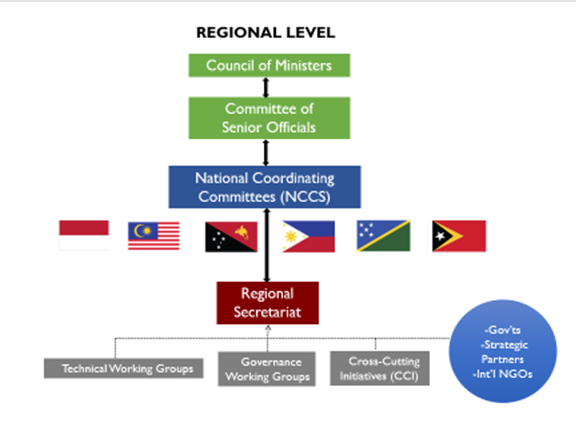 REGIONAL LEVEL
Council of Ministers
Committee of
Senior Officials
National Coordinating
Committees (NCCS)
Regional
Secretariat
Technical Working Groups
Governance
Working Groups
Cross-Cutting
Initiatives (CCI)
-Gov'ts
-Strategic
Partners
-Int'l NGOs